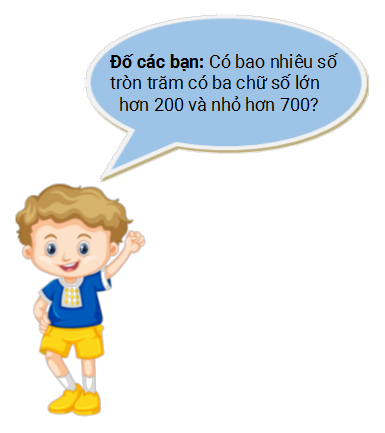 Đố các bạn: Có bao nhiêu số
tròn trăm có ba chữ số lớn
hơn 200 và nhỏ hơn 700?